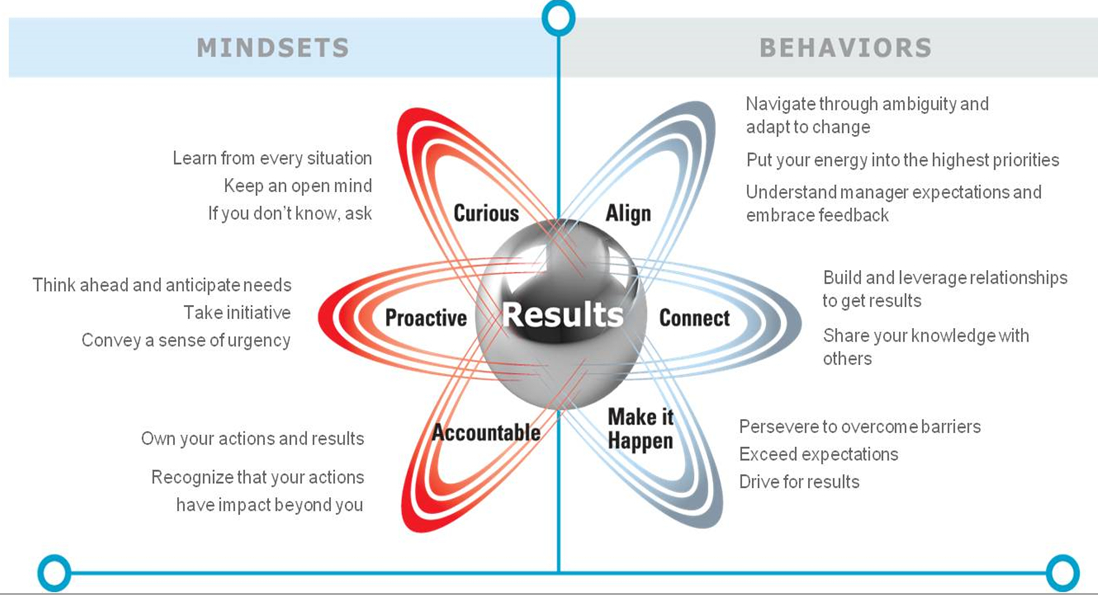 MINDSETS
BEHAVIORS
Learn from every situation
Keep an open mind
If you don't know, ask
Curious
Think ahead and anticipate needs
Take initiative
Convey a sense of urgency
Proactive
Own your actions and results
Recognize that your actions
have impact beyond you
Accountable
Results
Align
Navigate through ambiguity and
adapt to change
Put your energy into the highest priorities
Understand manager expectations and
embrace feedback
Connect
Build and leverage relationships
to get results
Share your knowledge with
others
Make it
Happen
Persevere to overcome barriers
Exceed expectations
Drive for results